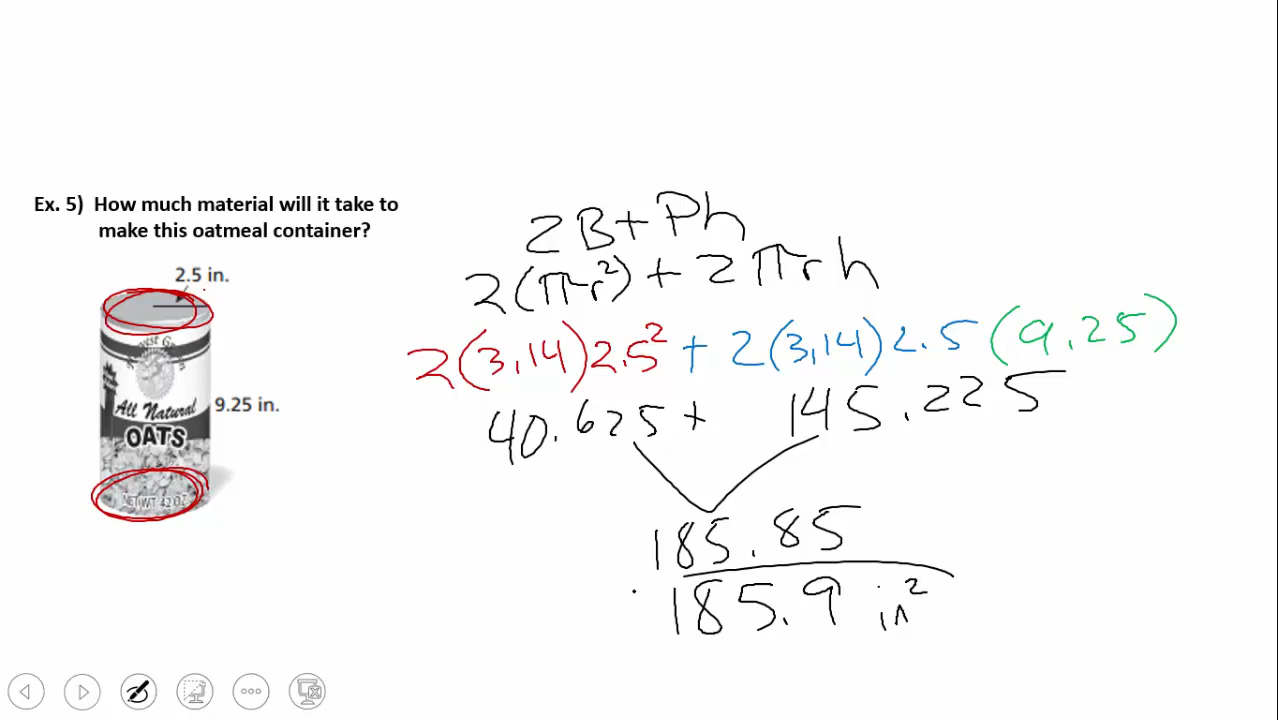 Ex. 5) How much material will it take to
make this oatmeal container?
2.5 in.
9.25 in.
All Natural
OATS
NET WT 42 OZ
2B + Ph
2(πr²) + 2πrh
2(3.14)2.5² + 2(3.14)2.5(9.25)
40.625 + 145.225
185.85
185.9 in²